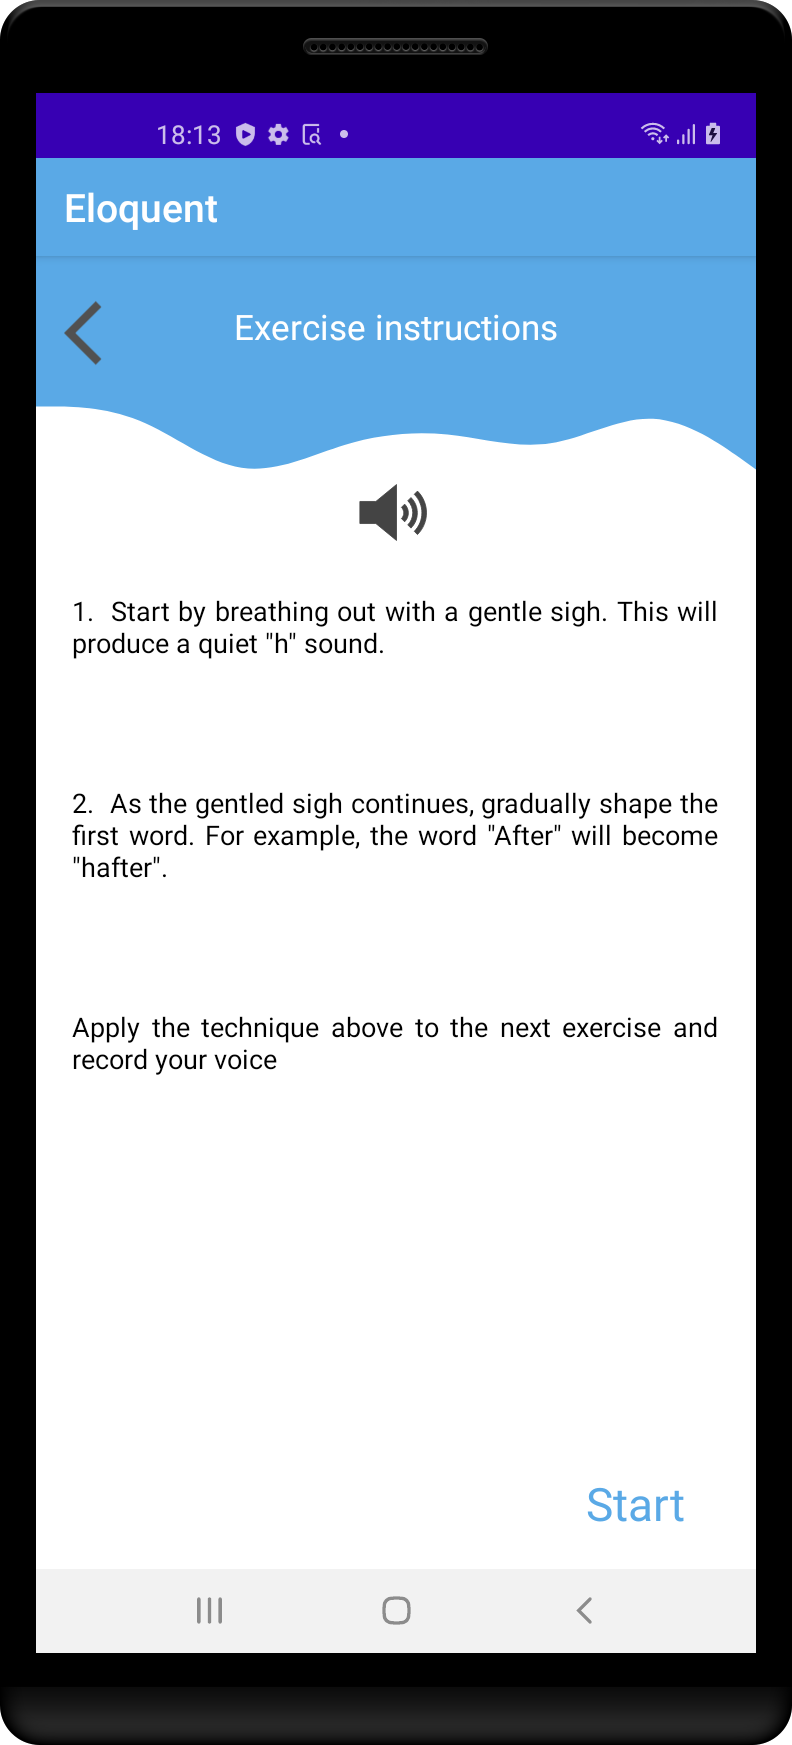 18:13
Eloquent
Exercise instructions
1. Start by breathing out with a gentle sigh. This will
produce a quiet "h" sound.
2. As the gentled sigh continues, gradually shape the
first word. For example, the word "After" will become
"hafter".
Apply the technique above to the next exercise and
record your voice
Start